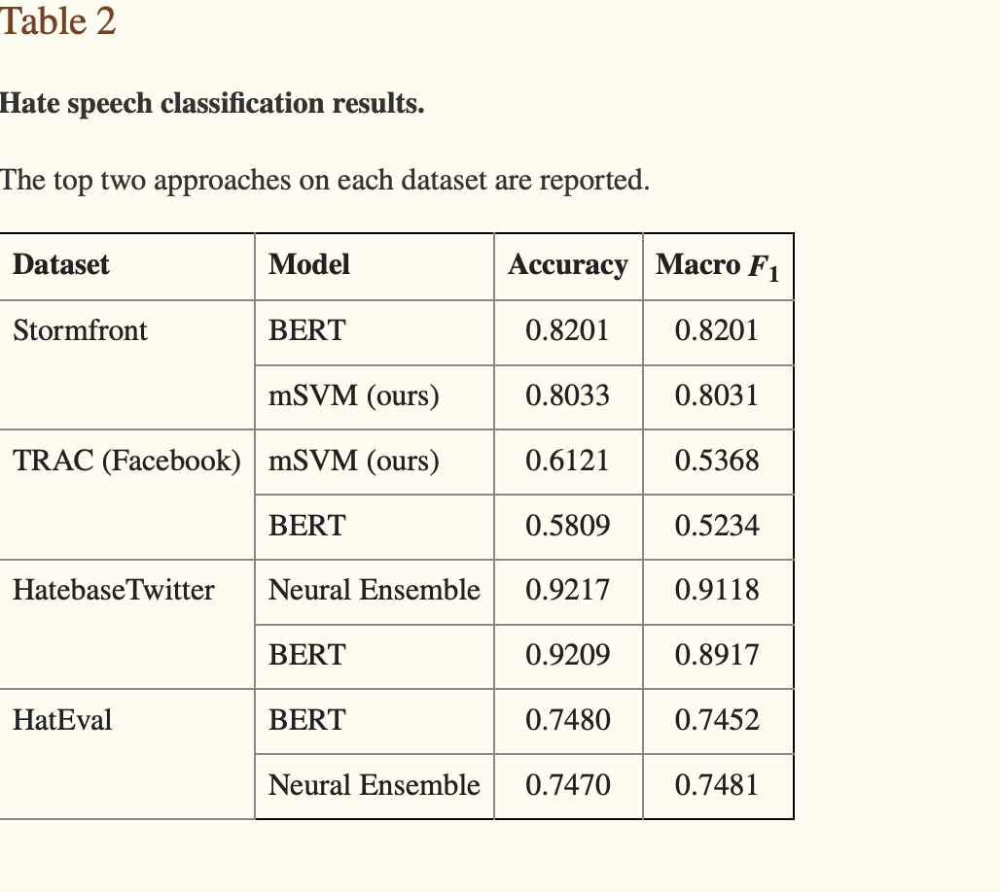 Table 2
Hate speech classification results.
The top two approaches on each dataset are reported.
Dataset Model Accuracy Macro F1
Stormfront BERT 0.8201 0.8201
mSVM (ours) 0.8033 0.8031
TRAC (Facebook) mSVM (ours) 0.6121 0.5368
BERT 0.5809 0.5234
HatebaseTwitter Neural Ensemble 0.9217 0.9118
BERT 0.9209 0.8917
HatEval BERT 0.7480 0.7452
Neural Ensemble 0.7470 0.7481